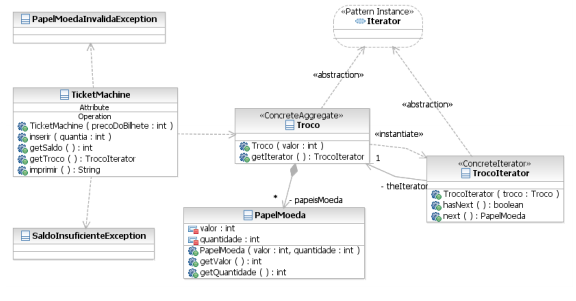 PapelMoedaInvalidaException
«Pattern Instance»
Iterator
TicketMachine
Attribute
Operation
TicketMachine ( precoDoBilhete : int )
inserir ( quantia : int )
getSaldo ( ) : int
getTroco ( ) : TrocoIterator
imprimir ( ) : String
«abstraction»
«abstraction»
«ConcreteAggregate»
Troco
Troco ( valor : int )
getIterator ( ) : TrocoIterator
«instantiate»
1
«ConcreteIterator»
TrocoIterator
TrocoIterator ( troco : Troco )
hasNext ( ) : boolean
next ( ) : PapelMoeda
- theIterator
*
- papeisMoeda
PapelMoeda
valor : int
quantidade : int
PapelMoeda ( valor : int, quantidade : int )
getValor ( ) : int
getQuantidade ( ) : int
SaldoInsuficienteException